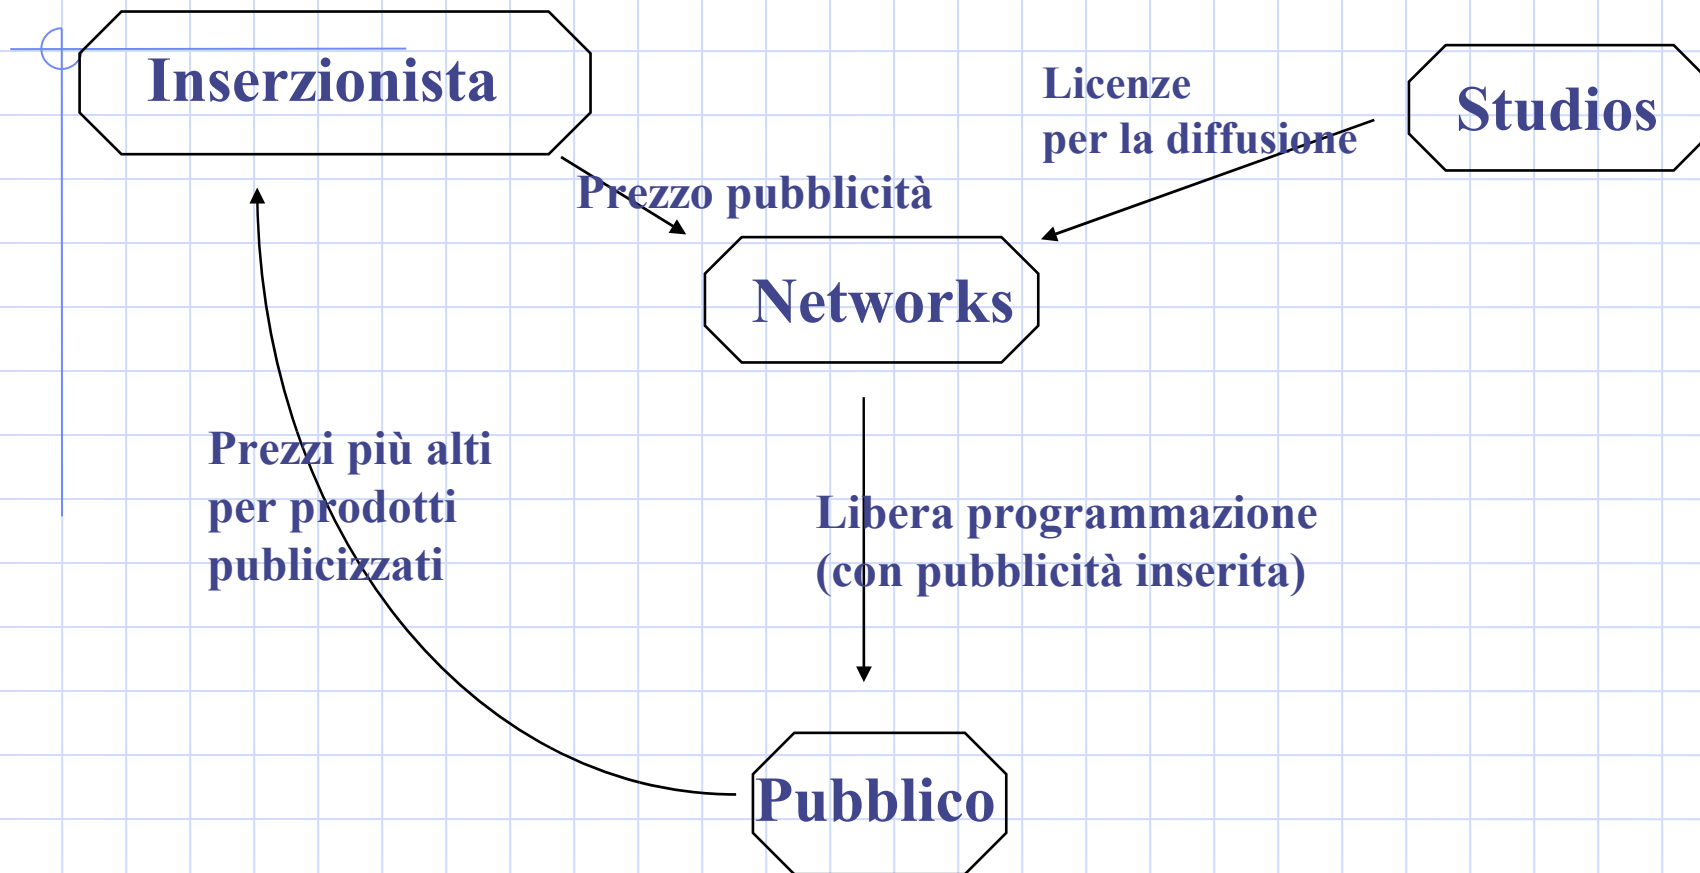 Inserzionista
Licenze
per la diffusione
Studios
Prezzo pubblicità
Networks
Prezzi più alti
per prodotti
publicizzati
Libera programmazione
(con pubblicità inserita)
Pubblico